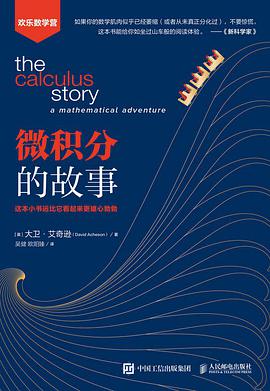 欢乐数学营
如果你的数学肌肉似乎已经萎缩（或者从未真正分化过），不要惊慌。
这本书能给你如坐过山车般的阅读体验。 ——《新科学家》
the
calculus
story
a mathematical adventure
微积分
的故事
这本小书远比它看起来更雄心勃勃
[英] 大卫·艾奇逊（David Acheson）著
吴健 欧阳臻 译
中国工信出版集团
人民邮电出版社
POSTS & TELECOM PRESS